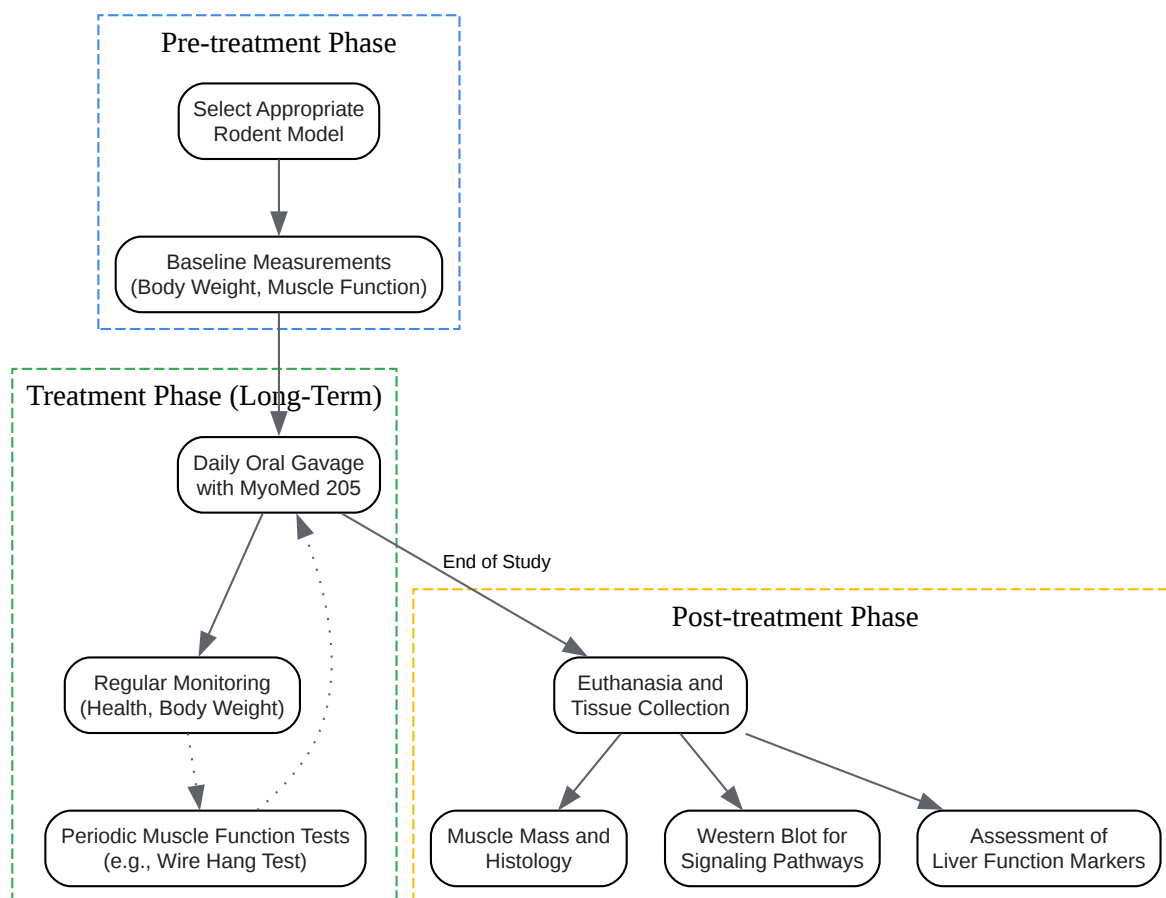 Pre-treatment Phase
Select Appropriate
Rodent Model
Baseline Measurements
(Body Weight, Muscle Function)
Treatment Phase (Long-Term)
Daily Oral Gavage
with MyoMed 205
End of Study
Post-treatment Phase
Regular Monitoring
(Health, Body Weight)
Euthanasia and
Tissue Collection
Periodic Muscle Function Tests
(e.g., Wire Hang Test)
Muscle Mass and
Histology
Western Blot for
Signaling Pathways
Assessment of
Liver Function Markers